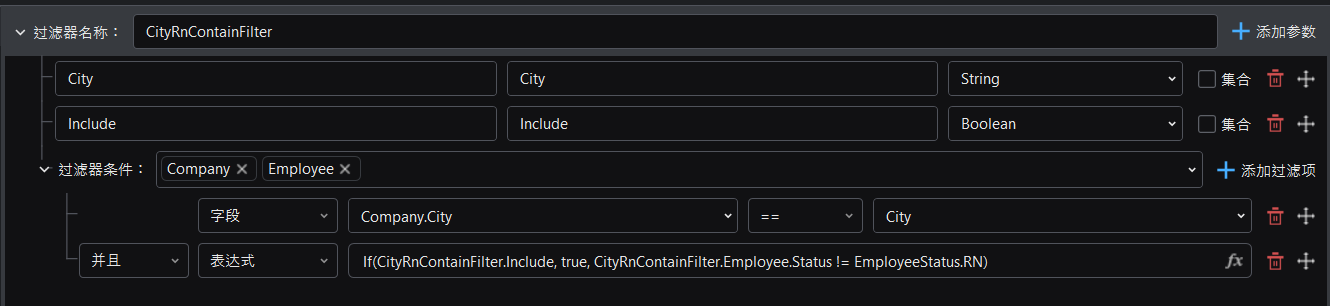 过滤器名称： CityRnContainFilter 添加参数
City City String 集合
Include Include Boolean 集合
过滤器条件： Company Employee 添加过滤项
字段 Company.City == City
并且 表达式 If(CityRnContainFilter.Include, true, CityRnContainFilter.Employee.Status != EmployeeStatus.RN) fx